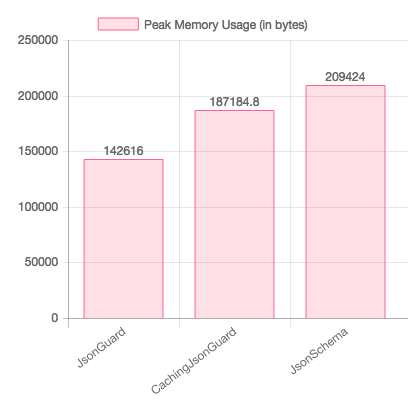 Peak Memory Usage (in bytes)
250000
200000
150000
100000
50000
0
142616
187184.8
209424
JsonGuard
CachingJsonGuard
JsonSchema